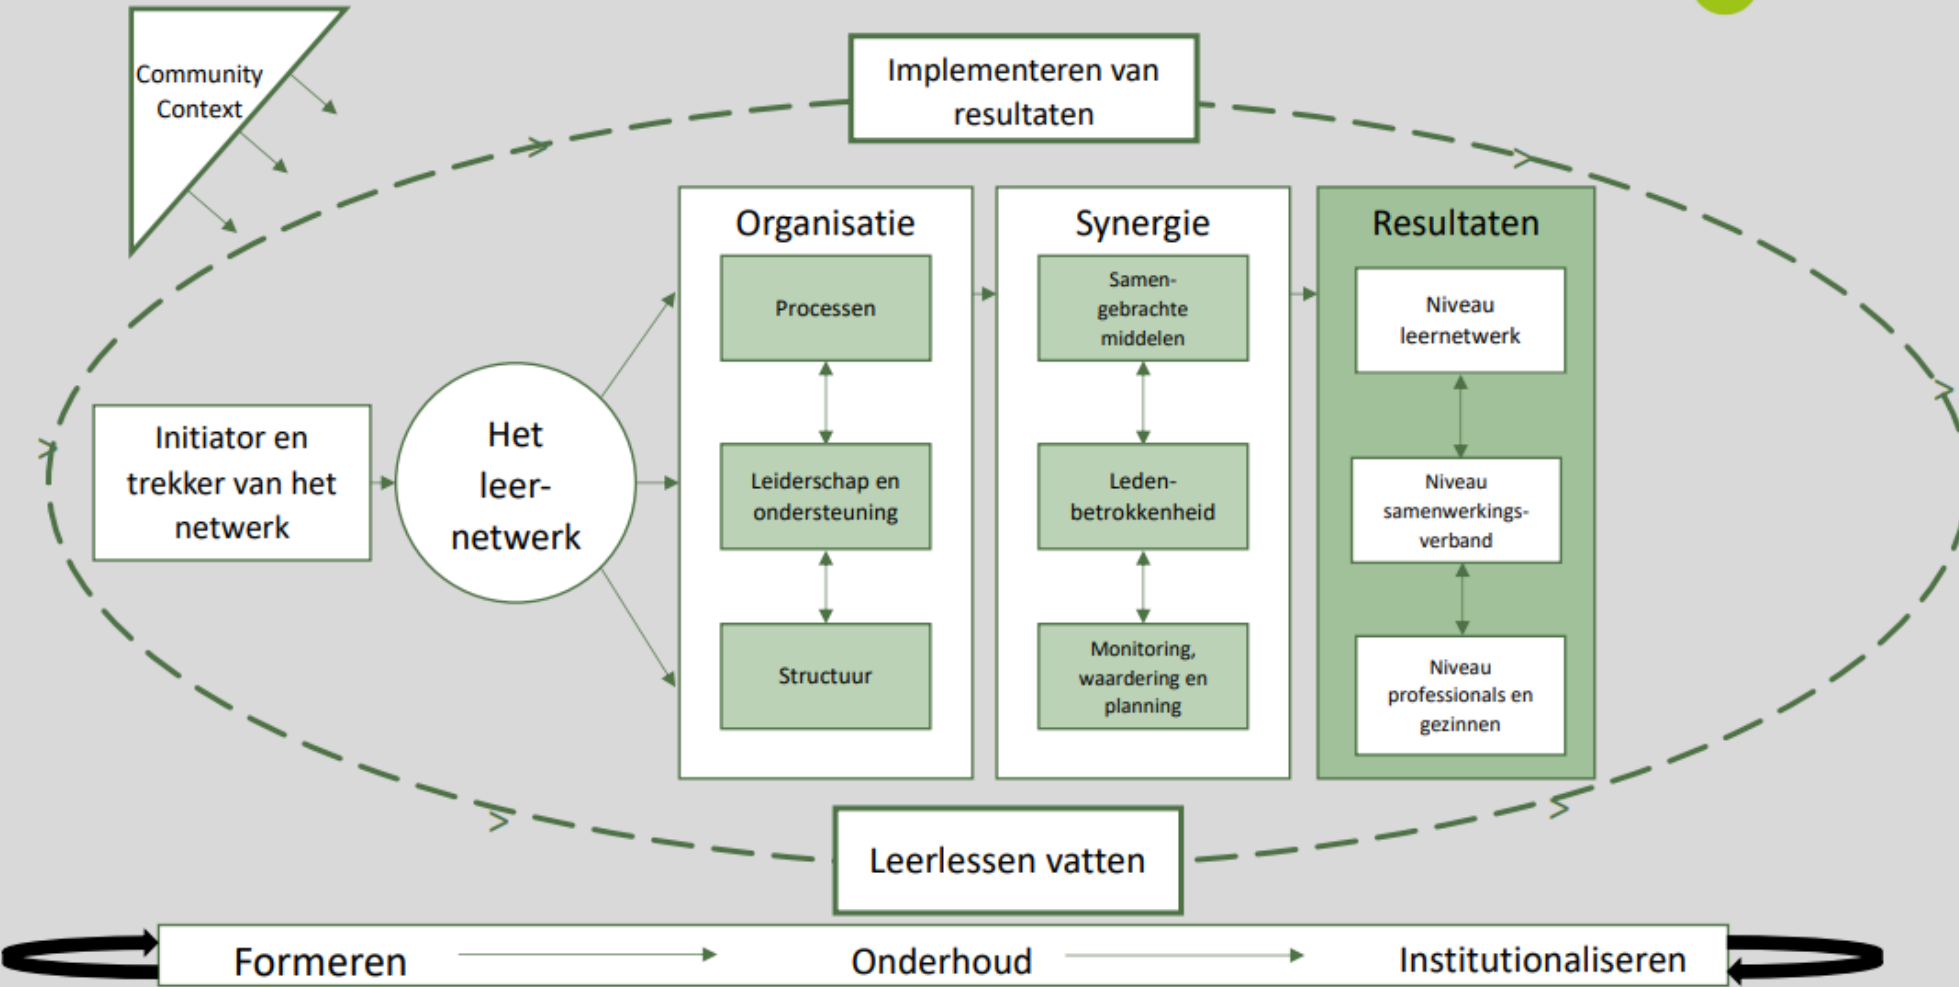 Community
Context
Implementeren van
resultaten
Initiator en
trekker van het
netwerk
Het
leer-
netwerk
Organisatie
Processen
Leiderschap en
ondersteuning
Structuur
Synergie
Samen-
gebrachte
middelen
Leden-
betrokkenheid
Monitoring,
waardering en
planning
Resultaten
Niveau
leernetwerk
Niveau
samenwerkings-
verband
Niveau
professionals en
gezinnen
Leerlessen vatten
Formeren
Onderhoud
Institutionaliseren